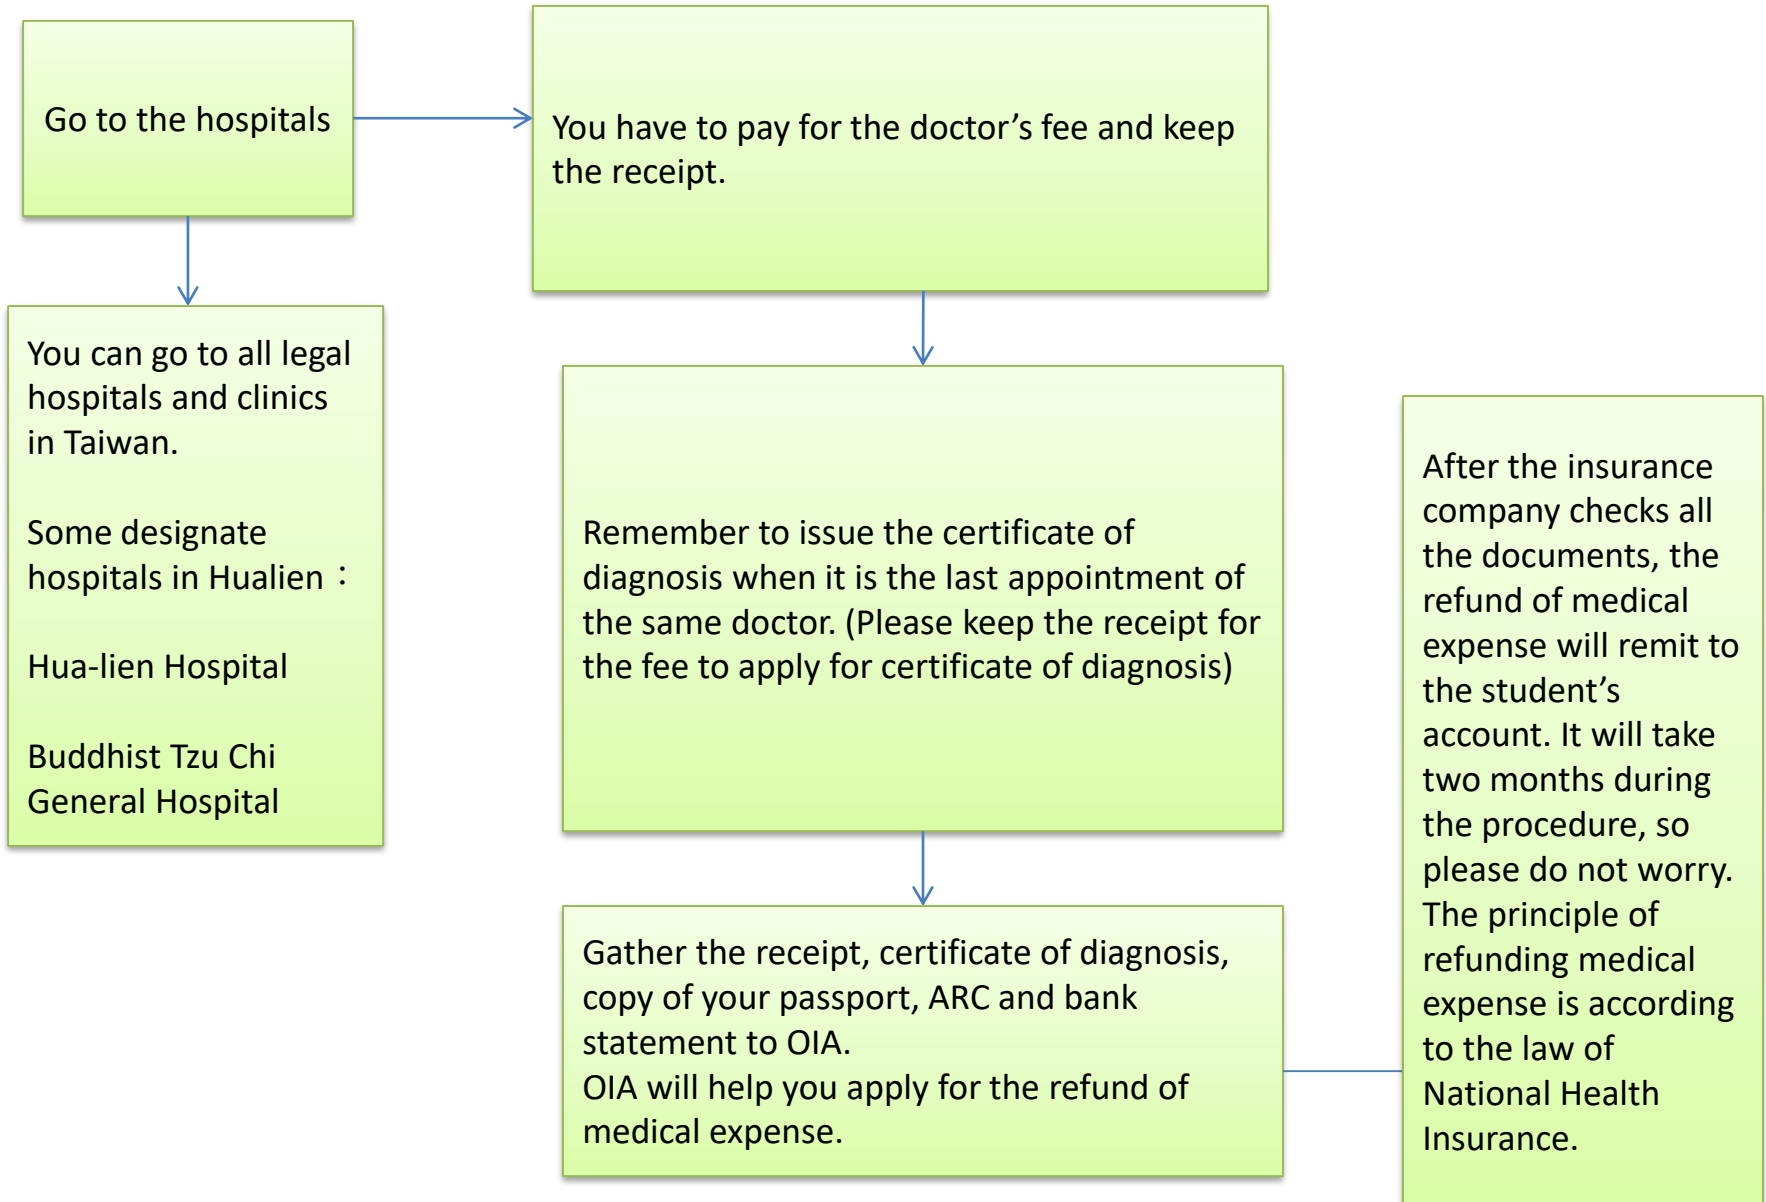 Go to the hospitals
You have to pay for the doctor’s fee and keep
the receipt.
You can go to all legal
hospitals and clinics
in Taiwan.
Some designate
hospitals in Hualien：
Hua-lien Hospital
Buddhist Tzu Chi
General Hospital
Remember to issue the certificate of
diagnosis when it is the last appointment of
the same doctor. (Please keep the receipt for
the fee to apply for certificate of diagnosis)
Gather the receipt, certificate of diagnosis,
copy of your passport, ARC and bank
statement to OIA.
OIA will help you apply for the refund of
medical expense.
After the insurance
company checks all
the documents, the
refund of medical
expense will remit to
the student’s
account. It will take
two months during
the procedure, so
please do not worry.
The principle of
refunding medical
expense is according
to the law of
National Health
Insurance.